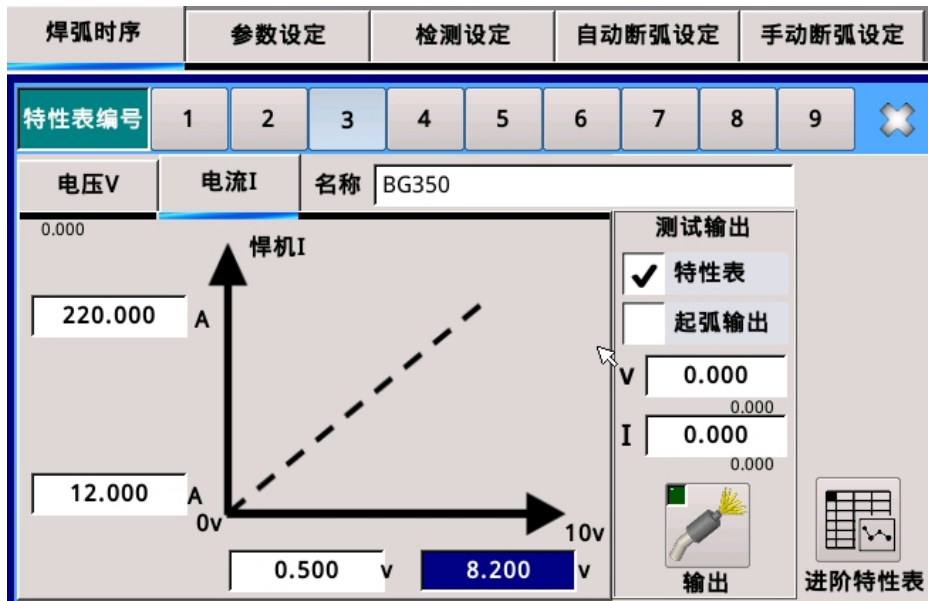 焊弧时序 参数设定 检测设定 自动断弧设定 手动断弧设定
特性表编号 1 2 3 4 5 6 7 8 9
电压V 电流I 名称 BG350
0.000
悍机I
测试输出
特性表
220.000 A
起弧输出
V 0.000
0.000
I 0.000
0.000
12.000 A
0v
10v
0.500 v 8.200 v
输出
进阶特性表